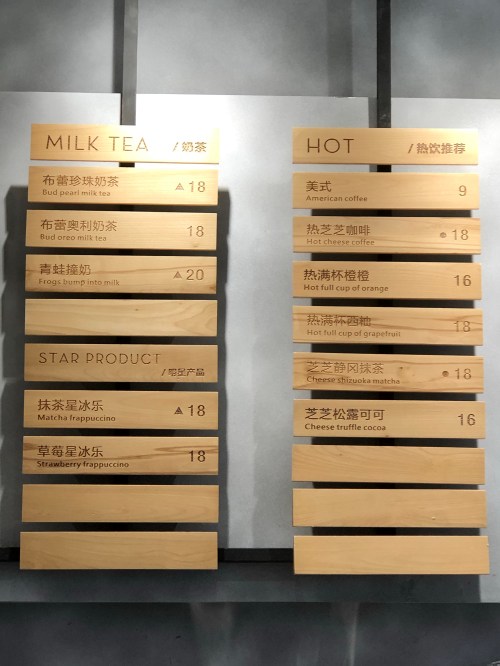 MILK TEA / 奶茶
布蕾珍珠奶茶 18
Bud pearl milk tea
布蕾奥利奶茶 18
Bud oreo milk tea
青蛙撞奶 20
Frogs bump into milk
STAR PRODUCT
/ 明星产品
抹茶星冰乐 18
Matcha frappuccino
草莓星冰乐 18
Strawberry frappuccino
HOT / 热饮推荐
美式 9
American coffee
热芝芝咖啡 18
Hot cheese coffee
热满杯橙橙 16
Hot full cup of orange
热满杯西柚 18
Hot full cup of grapefruit
芝芝静冈抹茶 18
Cheese shizuoka matcha
芝芝松露可可 16
Cheese truffle cocoa